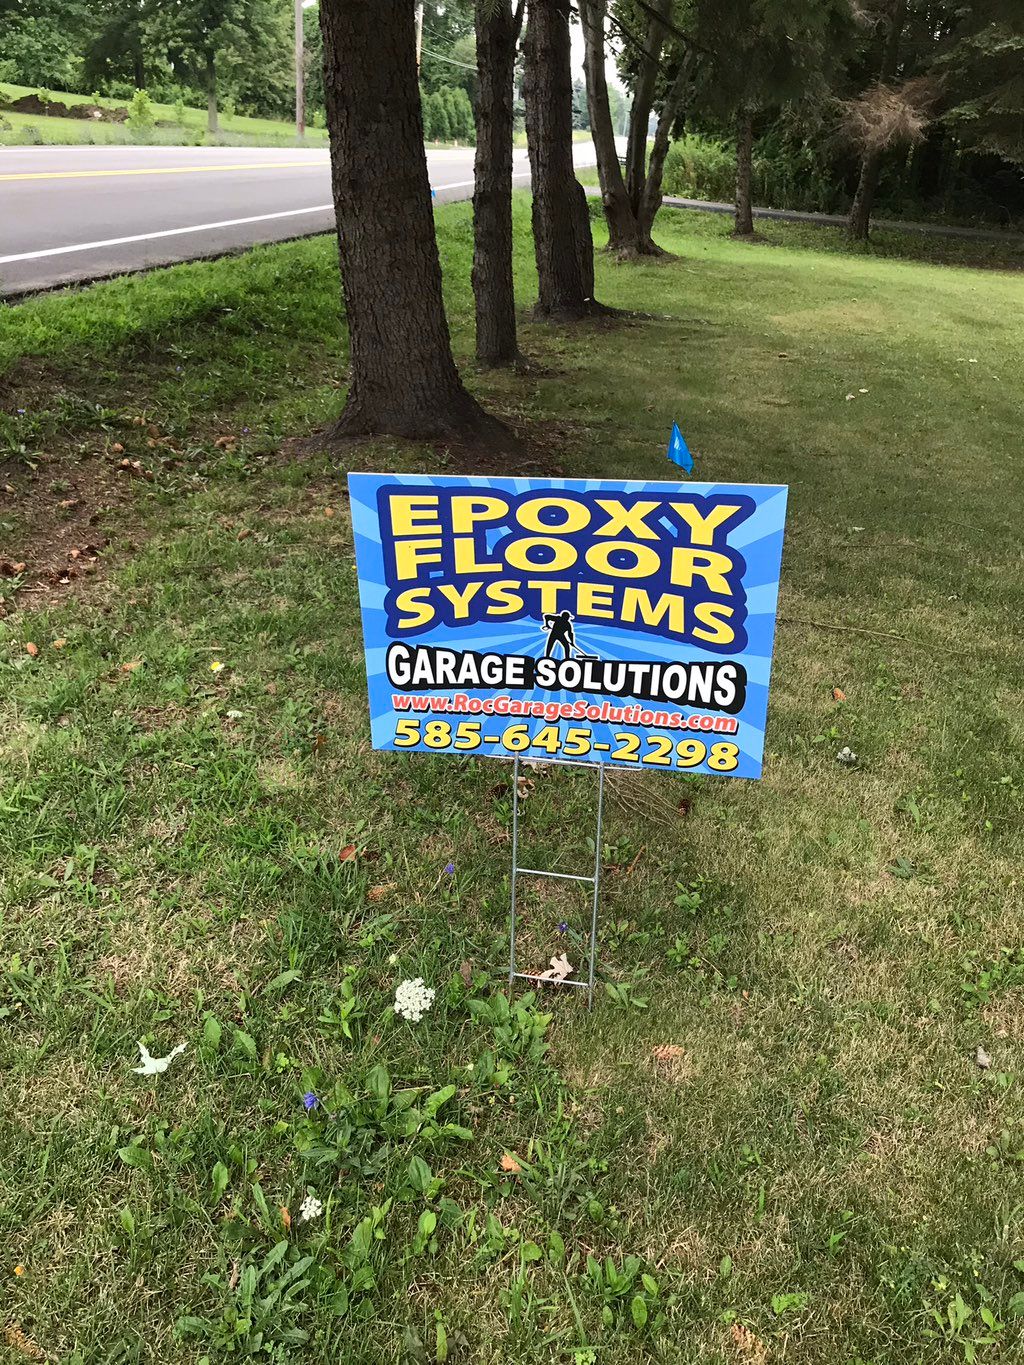 EPOXY
FLOOR
SYSTEMS
GARAGE SOLUTIONS
www.RocGarageSolutions.com
585-645-2298